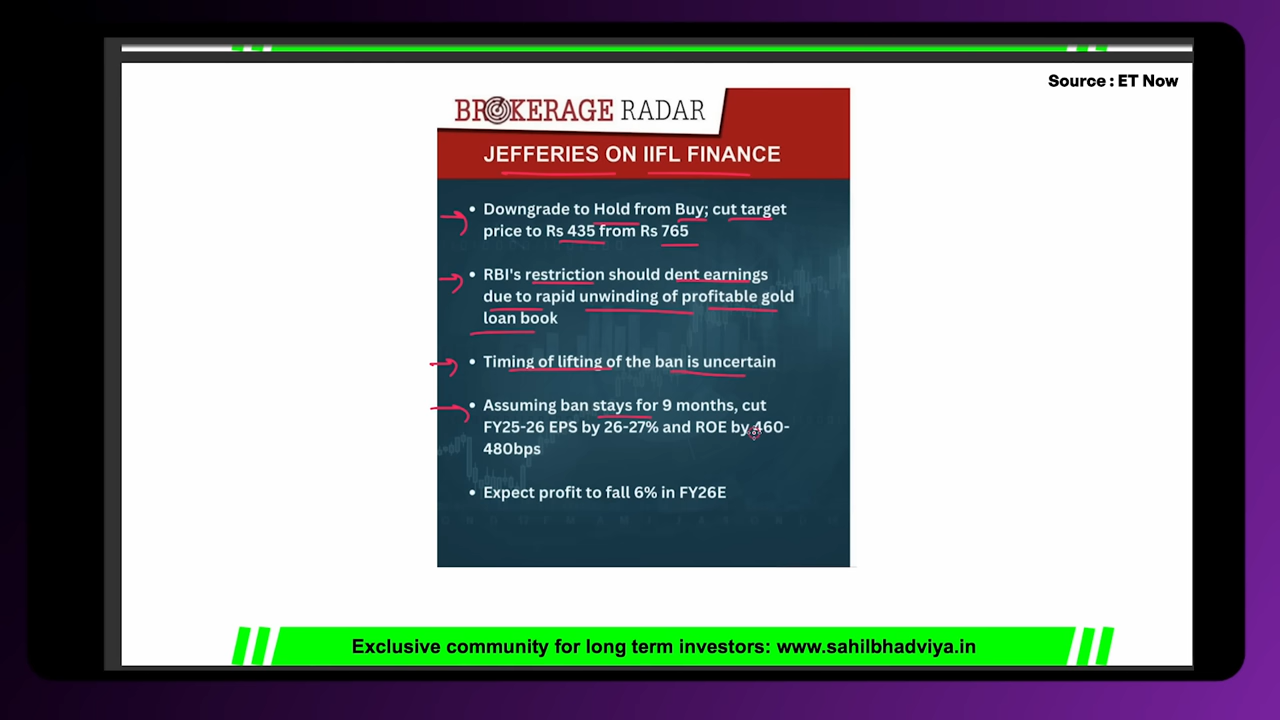 Source : ET Now
BROKERAGE RADAR
JEFFERIES ON IIFL FINANCE
• Downgrade to Hold from Buy; cut target
price to Rs 435 from Rs 765
• RBI's restriction should dent earnings
due to rapid unwinding of profitable gold
loan book
• Timing of lifting of the ban is uncertain
• Assuming ban stays for 9 months, cut
FY25-26 EPS by 26-27% and ROE by 460-
480bps
• Expect profit to fall 6% in FY26E
Exclusive community for long term investors: www.sahilbhadviya.in